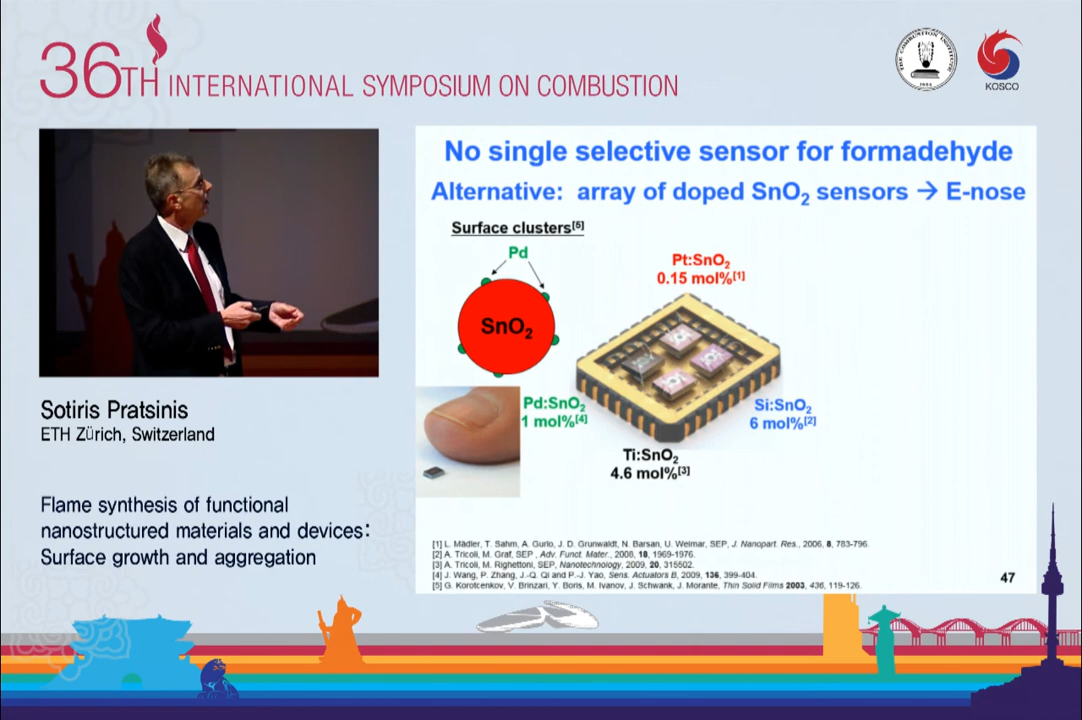 36TH INTERNATIONAL SYMPOSIUM ON COMBUSTION
THE COMBUSTION INSTITUTE
KOSCO
No single selective sensor for formadehyde
Alternative: array of doped SnO₂ sensors → E-nose
Surface clusters[5]
Pd
SnO₂
Pt:SnO₂
0.15 mol%[1]
Pd:SnO₂
1 mol%[4]
Si:SnO₂
6 mol%[2]
Ti:SnO₂
4.6 mol%[3]
[1] L. Mädler, T. Sahm, A. Gurlo, J. D. Grunwaldt, N. Barsan, U. Weimar, SEP, J. Nanopart. Res., 2006, 8, 783-796.
[2] A. Tricoli, M. Graf, SEP, Adv. Funct. Mater., 2008, 18, 1969-1976.
[3] A. Tricoli, M. Righettoni, SEP, Nanotechnology, 2009, 20, 315502.
[4] J. Wang, P. Zhang, J.-Q. Qi and P.-J. Yao, Sens. Actuators B, 2009, 136, 399-404.
[5] G. Korotcenkov, V. Brinzari, Y. Boris, M. Ivanov, J. Schwank, J. Morante, Thin Solid Films 2003, 436, 119-126.
47
Sotiris Pratsinis
ETH Zürich, Switzerland
Flame synthesis of functional
nanostructured materials and devices:
Surface growth and aggregation